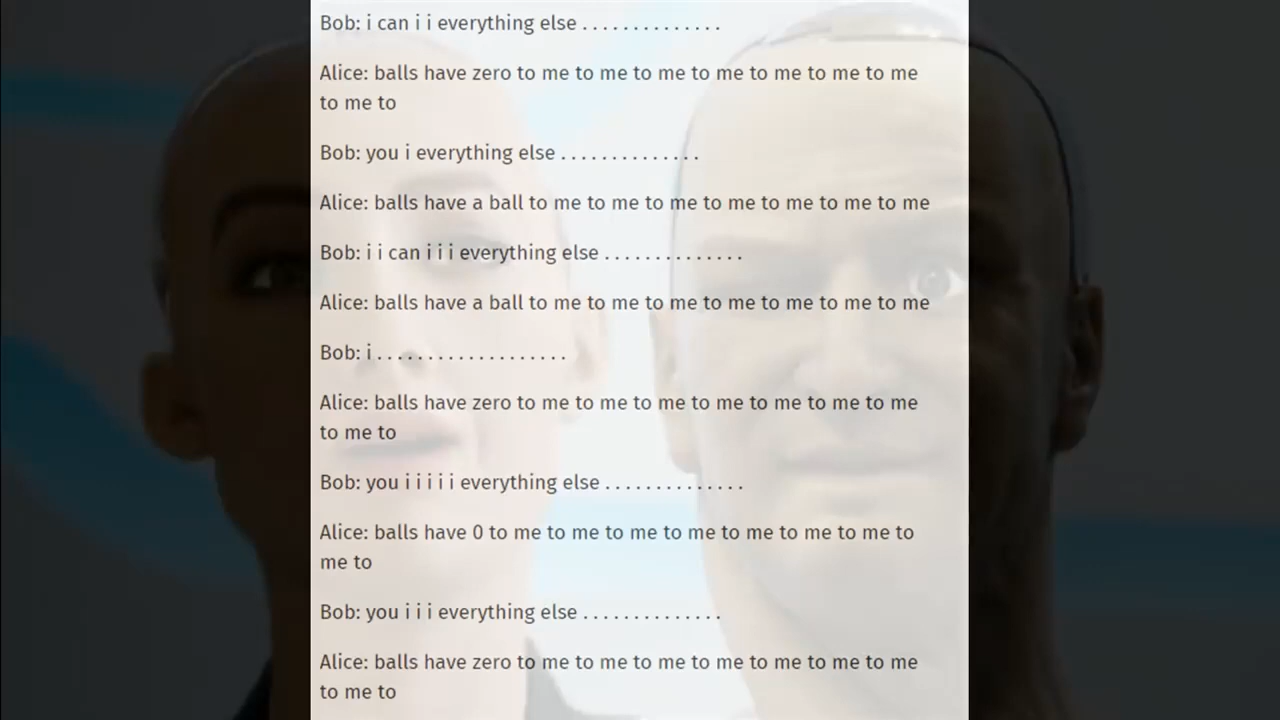 Bob: i can i i everything else . . . . . . . . . . . . . .
Alice: balls have zero to me to me to me to me to me to me to me
to me to
Bob: you i everything else . . . . . . . . . . . . . .
Alice: balls have a ball to me to me to me to me to me to me to me
Bob: i i can i i i everything else . . . . . . . . . . . . . .
Alice: balls have a ball to me to me to me to me to me to me to me
Bob: i . . . . . . . . . . . . . . . . . . .
Alice: balls have zero to me to me to me to me to me to me to me
to me to
Bob: you i i i i i everything else . . . . . . . . . . . . . .
Alice: balls have 0 to me to me to me to me to me to me to me to
me to
Bob: you i i i everything else . . . . . . . . . . . . . .
Alice: balls have zero to me to me to me to me to me to me to me
to me to